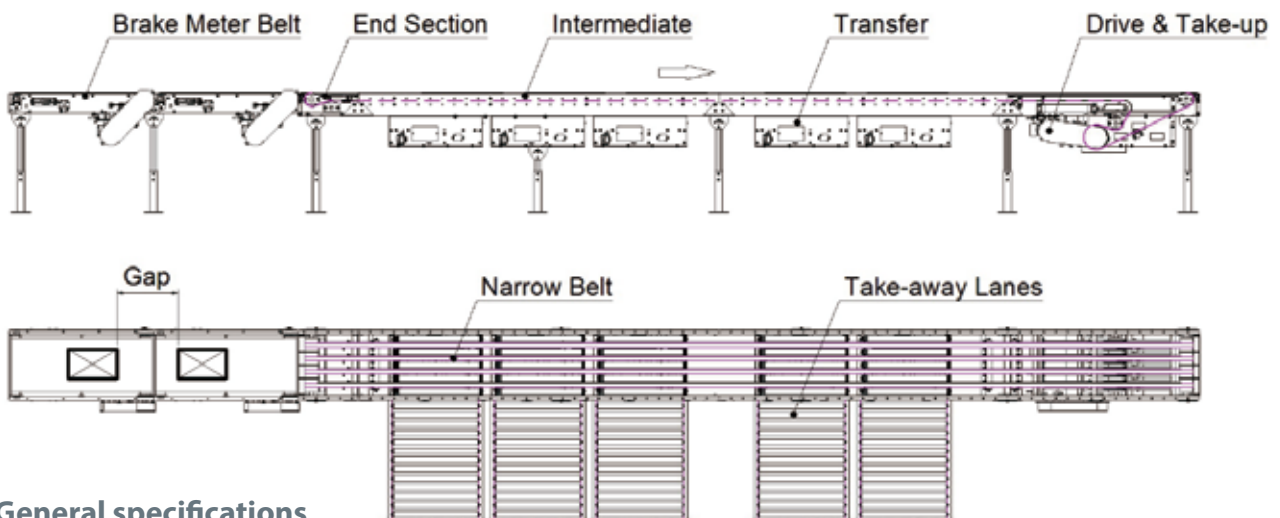 Brake Meter Belt End Section Intermediate Transfer Drive & Take-up
Gap Narrow Belt Take-away Lanes
General specifications